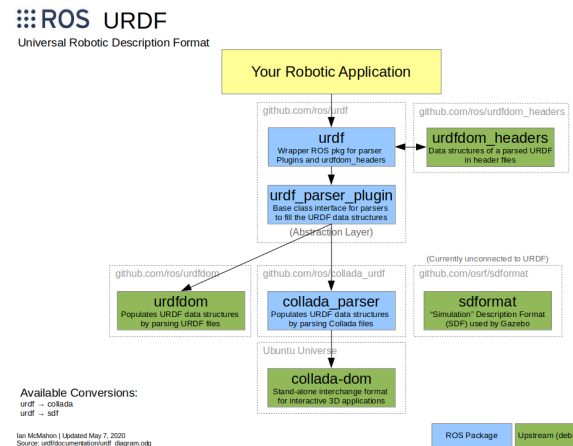 ROS URDF
Universal Robotic Description Format
Your Robotic Application
github.com/ros/urdf
urdf
Wrapper ROS pkg for parser
Plugins and urdfdom_headers
github.com/ros/urdfdom_headers
urdfdom_headers
Data structures of a parsed URDF
in header files
urdf_parser_plugin
Base class interface for parsers
to fill the URDF data structures
(Abstraction Layer)
github.com/ros/urdfdom
urdfdom
Populates URDF data structures
by parsing URDF files
github.com/ros/collada_urdf
collada_parser
Populates URDF data structures
by parsing Collada files
(Currently unconnected to URDF)
github.com/osrf/sdformat
sdformat
"Simulation" Description Format
(SDF) used by Gazebo
Ubuntu Universe
collada-dom
Stand-alone interchange format
for interactive 3D applications
Available Conversions:
urdf → collada
urdf → sdf
Ian McMahon | Updated May 7, 2020
Source: urdf/documentation/urdf_diagram.odg
ROS Package
Upstream (deb